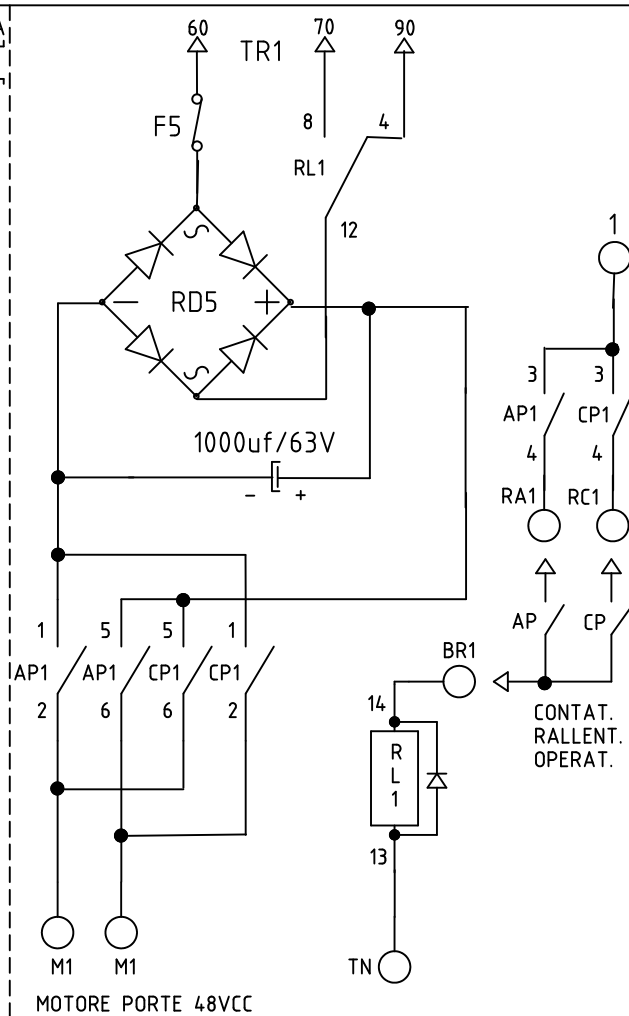 60
70
90
TR1
F5
8
4
RL1
12
RD5
1000uf/63V
- +
1
3 3
AP1 CP1
4 4
RA1 RC1
AP CP
1 5 5 1
AP1 AP1 CP1 CP1
2 6 6 2
BR1
14
R
L
1
13
CONTAT.
RALLENT.
OPERAT.
M1 M1
TN
MOTORE PORTE 48VCC